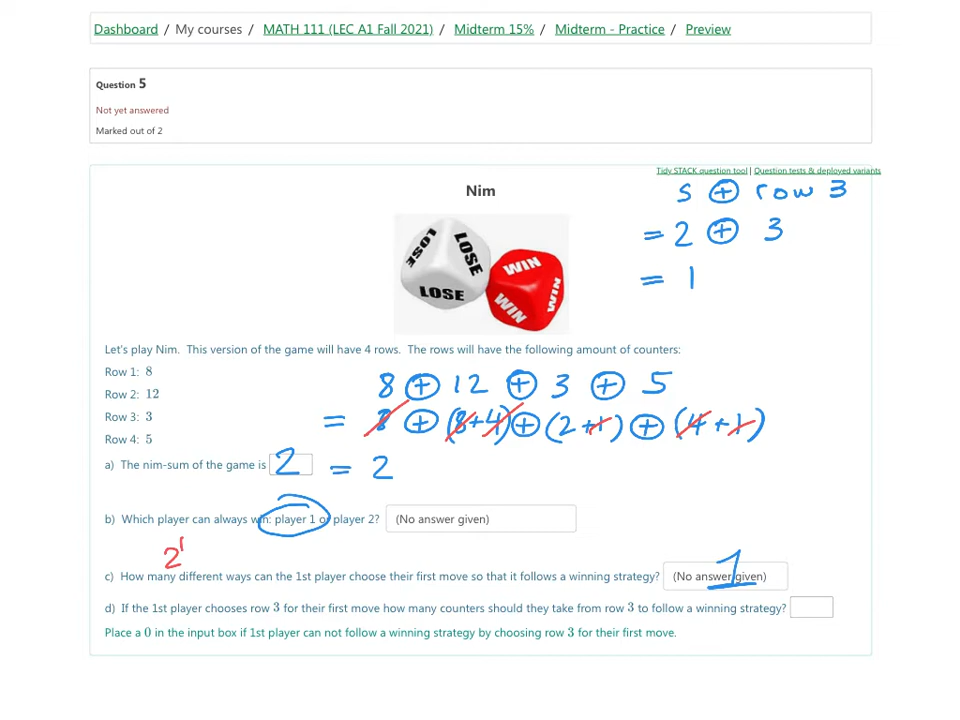 Dashboard / My courses / MATH 111 (LEC A1 Fall 2021) / Midterm 15% / Midterm - Practice / Preview
Question 5
Not yet answered
Marked out of 2
Tidy STACK question tool | Question tests & deployed variants
Nim
s ⊕ row 3
= 2 ⊕ 3
= 1
LOSE LOSE LOSE WIN WIN WIN
Let's play Nim. This version of the game will have 4 rows. The rows will have the following amount of counters:
Row 1: 8
Row 2: 12
Row 3: 3
Row 4: 5
8 ⊕ 12 ⊕ 3 ⊕ 5
= 8 ⊕ (8+4) ⊕ (2+1) ⊕ (4+1)
a) The nim-sum of the game is 2 = 2
b) Which player can always win: player 1 or player 2? (No answer given)
2¹
c) How many different ways can the 1st player choose their first move so that it follows a winning strategy? (No answer given) 1
d) If the 1st player chooses row 3 for their first move how many counters should they take from row 3 to follow a winning strategy?
Place a 0 in the input box if 1st player can not follow a winning strategy by choosing row 3 for their first move.